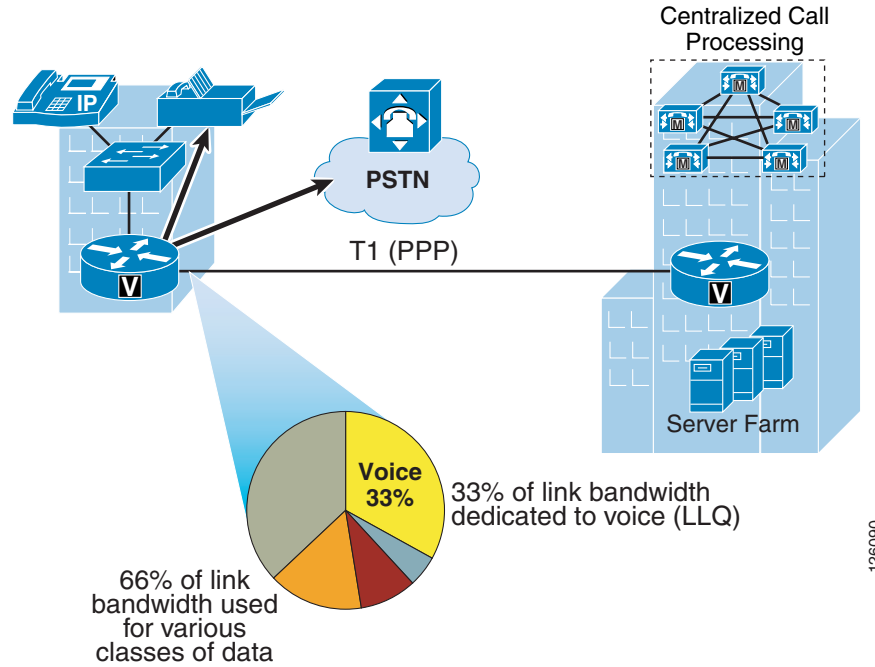 Centralized Call
Processing
IP
M
M
M
M
M
PSTN
T1 (PPP)
V
V
Server Farm
Voice
33%
33% of link bandwidth
dedicated to voice (LLQ)
66% of link
bandwidth used
for various
classes of data
126090